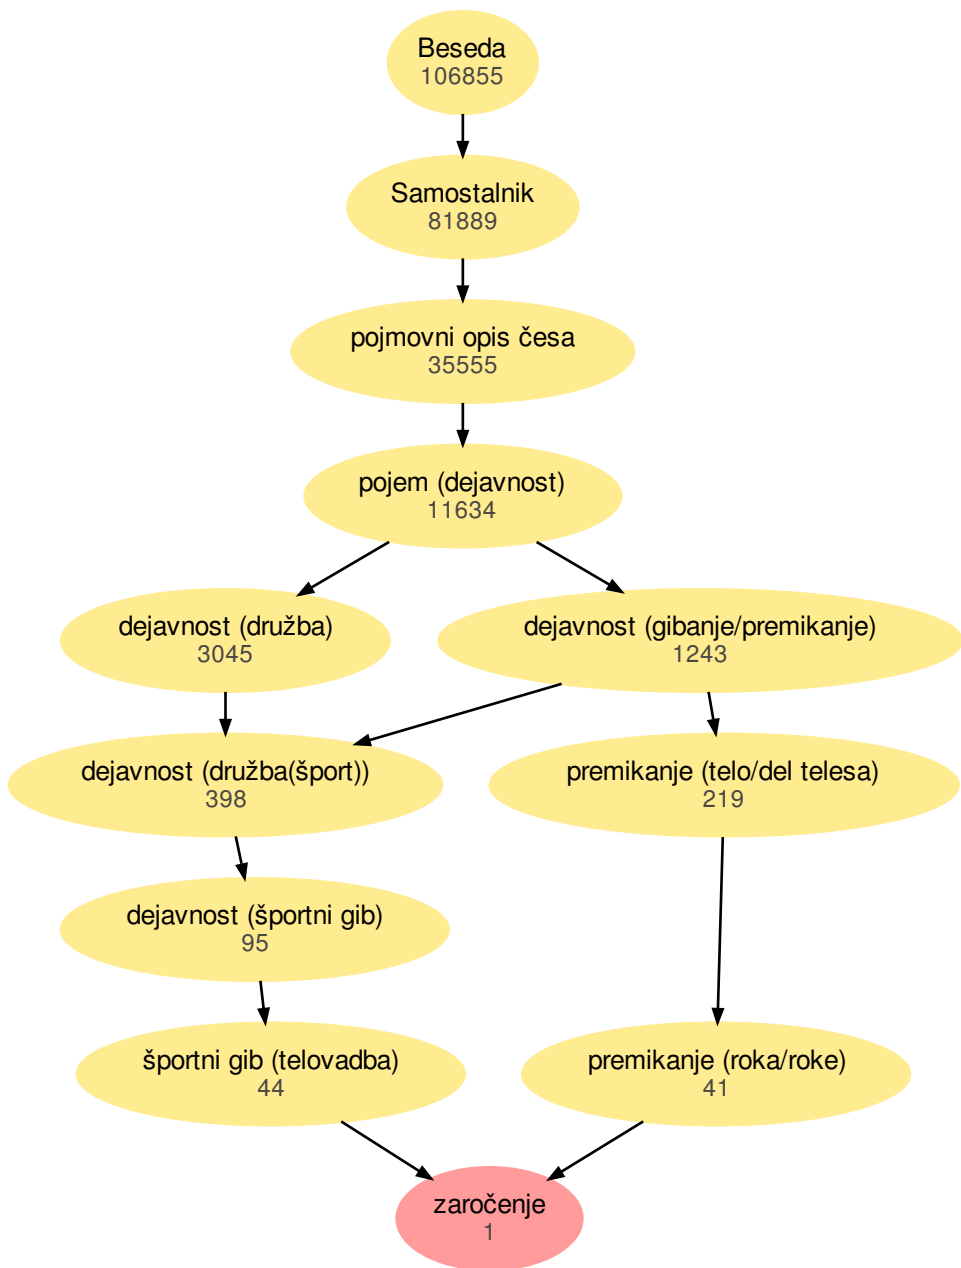 Beseda
106855
Samostalnik
81889
pojmovni opis česa
35555
pojem (dejavnost)
11634
dejavnost (družba)
3045
dejavnost (gibanje/premikanje)
1243
dejavnost (družba(šport))
398
premikanje (telo/del telesa)
219
dejavnost (športni gib)
95
športni gib (telovadba)
44
premikanje (roka/roke)
41
zaročenje
1